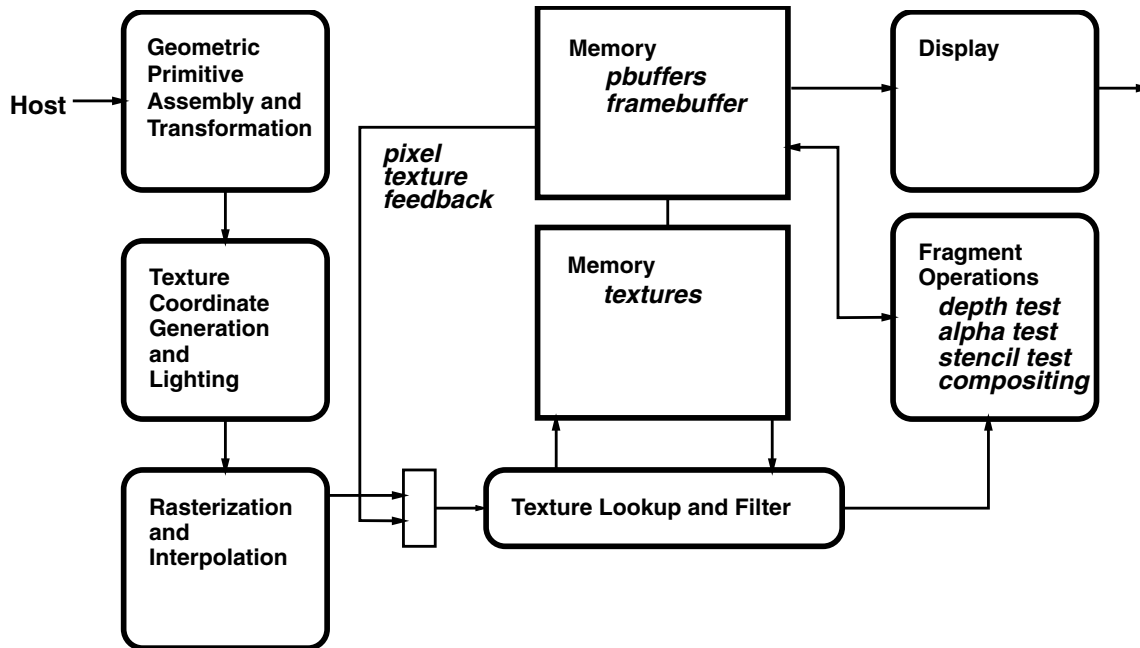 Host
Geometric
Primitive
Assembly and
Transformation
Texture
Coordinate
Generation
and
Lighting
Rasterization
and
Interpolation
pixel
texture
feedback
Memory
pbuffers
framebuffer
Memory
textures
Texture Lookup and Filter
Display
Fragment
Operations
depth test
alpha test
stencil test
compositing